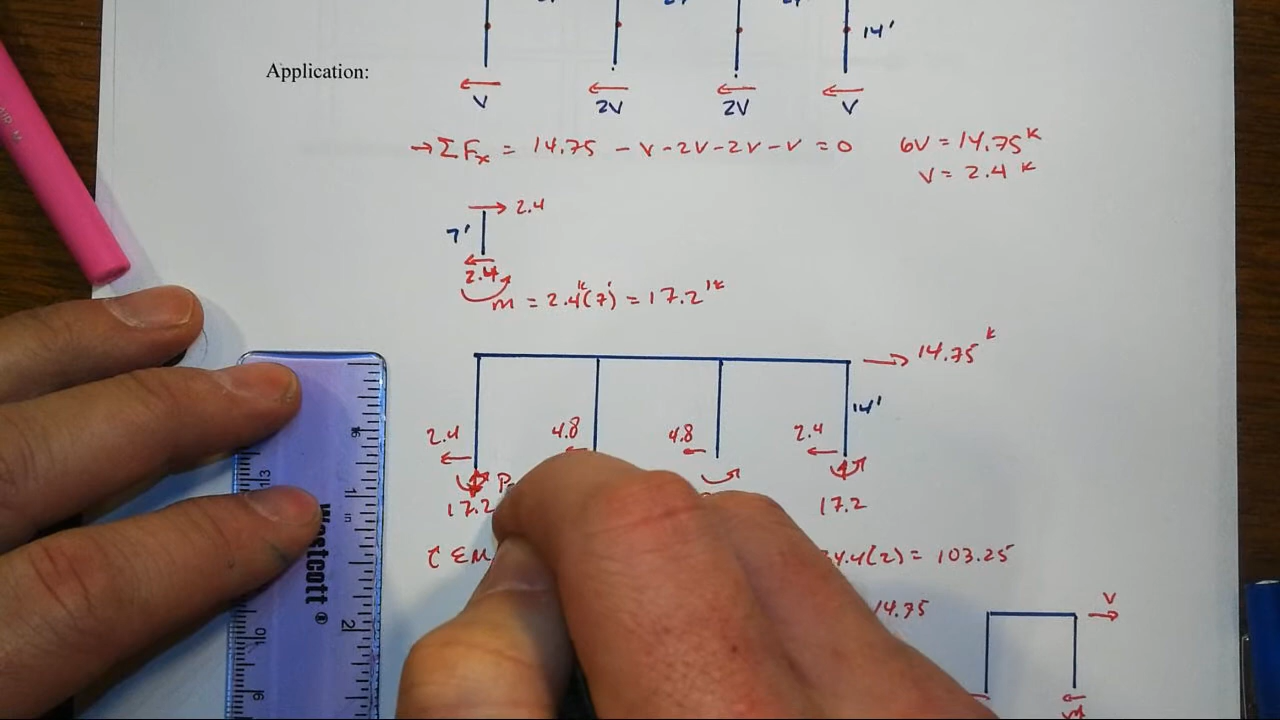 14'
Application:
V 2V 2V V
→ΣFx = 14.75 - V - 2V - 2V - V = 0 6V = 14.75ᵏ
V = 2.4ᵏ
2.4
7'
2.4
m = 2.4ᵏ(7') = 17.2'ᵏ
14.75ᵏ
14'
2.4 4.8 4.8 2.4
17.2 17.2
ΣM 4.4(2) = 103.25
14.75
V
Westcott®